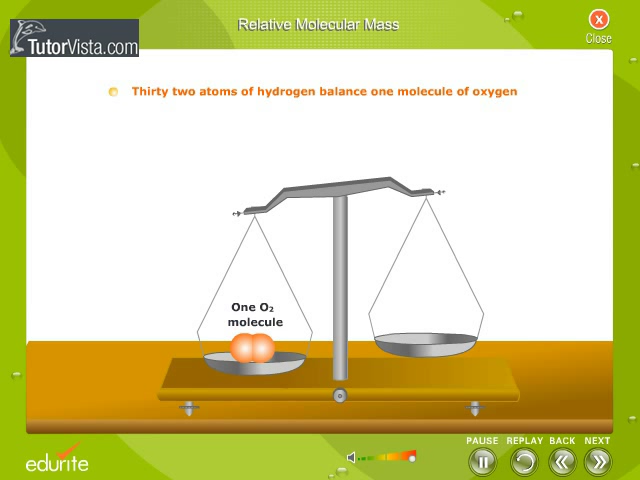 Relative Molecular Mass
X
Close
TutorVista.com
Thirty two atoms of hydrogen balance one molecule of oxygen
One O₂
molecule
PAUSE REPLAY BACK NEXT
edurite